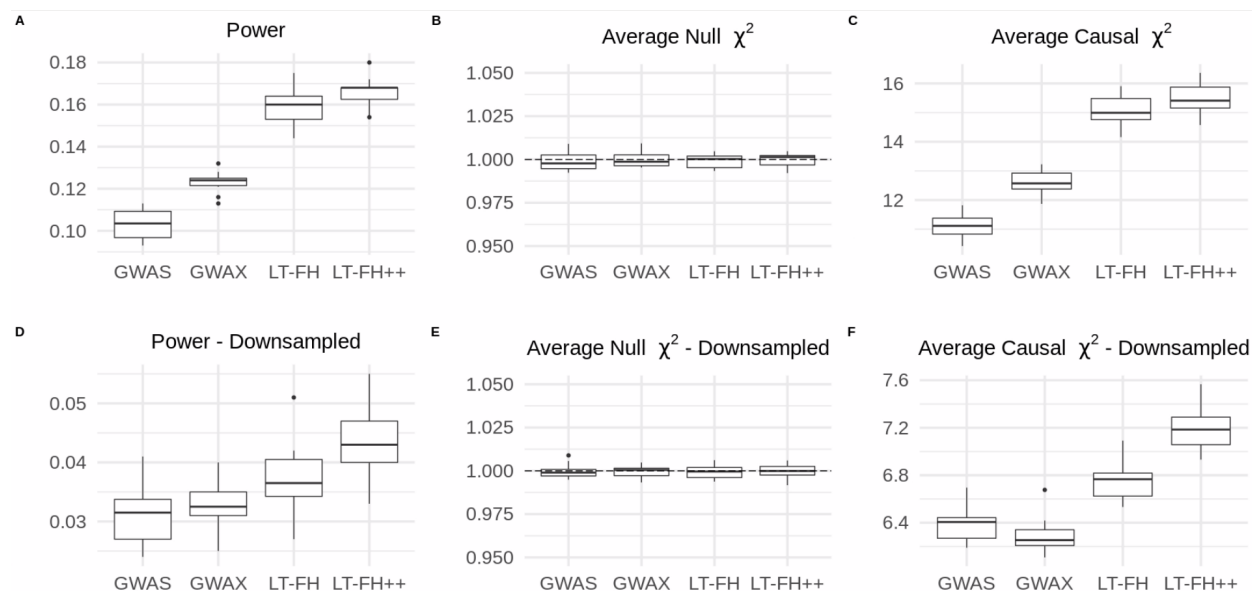 A
Power
0.18
0.16
0.14
0.12
0.10
GWAS GWAX LT-FH LT-FH++
B
Average Null χ²
1.050
1.025
1.000
0.975
0.950
GWAS GWAX LT-FH LT-FH++
C
Average Causal χ²
16
14
12
GWAS GWAX LT-FH LT-FH++
D
Power - Downsampled
0.05
0.04
0.03
GWAS GWAX LT-FH LT-FH++
E
Average Null χ² - Downsampled
1.050
1.025
1.000
0.975
0.950
GWAS GWAX LT-FH LT-FH++
F
Average Causal χ² - Downsampled
7.6
7.2
6.8
6.4
GWAS GWAX LT-FH LT-FH++